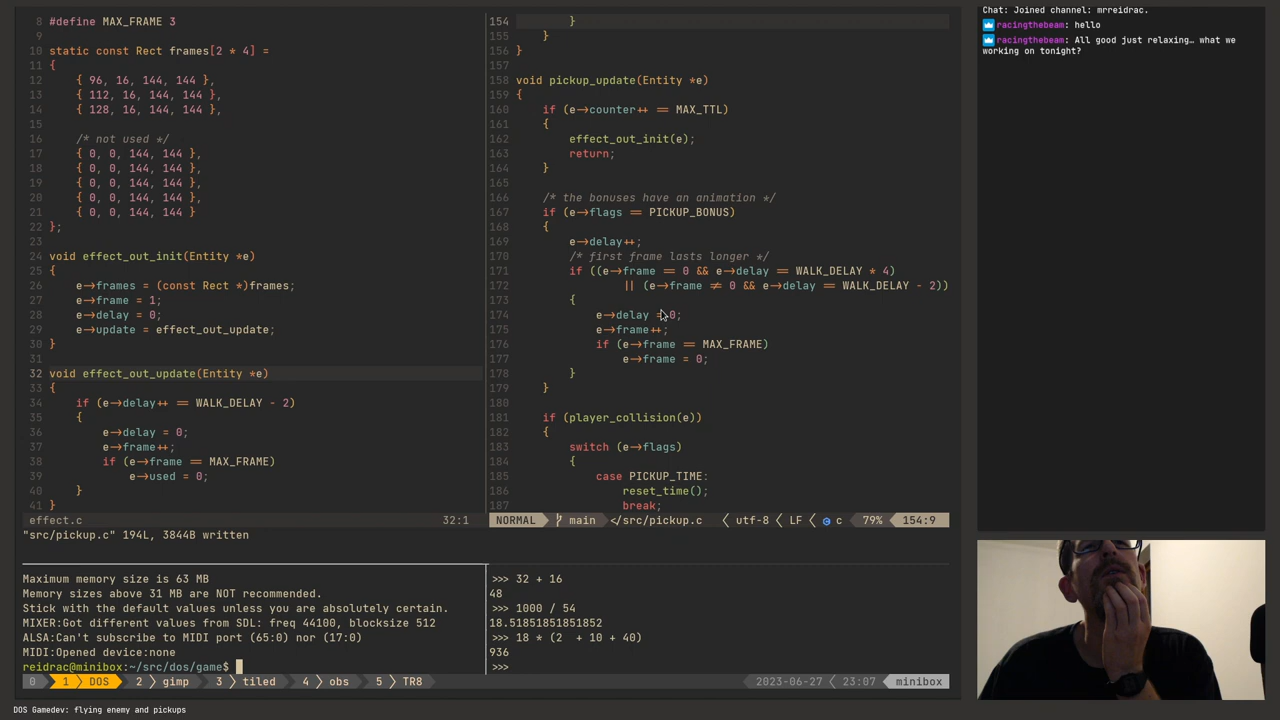 8 #define MAX_FRAME 3
9
10 static const Rect frames[2 * 4] =
11 {
12 { 96, 16, 144, 144 },
13 { 112, 16, 144, 144 },
14 { 128, 16, 144, 144 },
15
16 /* not used */
17 { 0, 0, 144, 144 },
18 { 0, 0, 144, 144 },
19 { 0, 0, 144, 144 },
20 { 0, 0, 144, 144 },
21 { 0, 0, 144, 144 }
22 };
23
24 void effect_out_init(Entity *e)
25 {
26 e->frames = (const Rect *)frames;
27 e->frame = 1;
28 e->delay = 0;
29 e->update = effect_out_update;
30 }
31
32 void effect_out_update(Entity *e)
33 {
34 if (e->delay++ == WALK_DELAY - 2)
35 {
36 e->delay = 0;
37 e->frame++;
38 if (e->frame == MAX_FRAME)
39 e->used = 0;
40 }
41 }
effect.c 32:1
154 }
155 }
156 }
157
158 void pickup_update(Entity *e)
159 {
160 if (e->counter++ == MAX_TTL)
161 {
162 effect_out_init(e);
163 return;
164 }
165
166 /* the bonuses have an animation */
167 if (e->flags == PICKUP_BONUS)
168 {
169 e->delay++;
170 /* first frame lasts longer */
171 if ((e->frame == 0 && e->delay == WALK_DELAY * 4)
172 || (e->frame != 0 && e->delay == WALK_DELAY - 2))
173 {
174 e->delay = 0;
175 e->frame++;
176 if (e->frame == MAX_FRAME)
177 e->frame = 0;
178 }
179 }
180
181 if (player_collision(e))
182 {
183 switch (e->flags)
184 {
185 case PICKUP_TIME:
186 reset_time();
187 break;
NORMAL main </src/pickup.c utf-8 LF c 79% 154:9
"src/pickup.c" 194L, 3844B written
Maximum memory size is 63 MB
Memory sizes above 31 MB are NOT recommended.
Stick with the default values unless you are absolutely certain.
MIXER:Got different values from SDL: freq 44100, blocksize 512
ALSA:Can't subscribe to MIDI port (65:0) nor (17:0)
MIDI:Opened device:none
reidrac@minibox:~/src/dos/game$
>>> 32 + 16
48
>>> 1000 / 54
18.51851851851852
>>> 18 * (2  + 10 + 40)
936
>>>
0 1 DOS 2 gimp 3 tiled 4 obs 5 TR8 2023-06-27 23:07 minibox
DOS Gamedev: flying enemy and pickups
Chat: Joined channel: mrreidrac.
racingthebeam: hello
racingthebeam: All good just relaxing… what we
working on tonight?